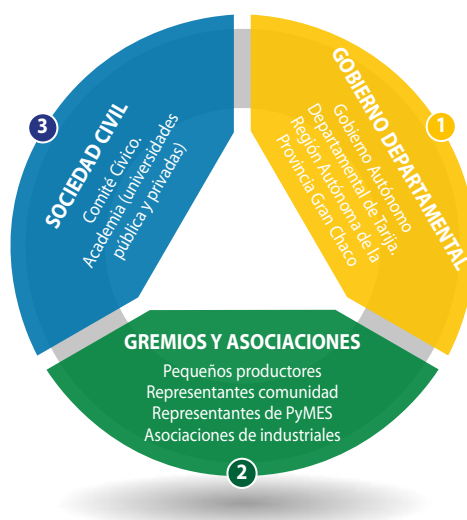 1
GOBIERNO DEPARTAMENTAL
Gobierno Autónomo
Departamental de Tarija.
Región Autónoma de la
Provincia Gran Chaco
2
GREMIOS Y ASOCIACIONES
Pequeños productores
Representantes comunidad
Representantes de PyMES
Asociaciones de industriales
3
SOCIEDAD CIVIL
Comité Cívico.
Academia (universidades
pública y privadas)